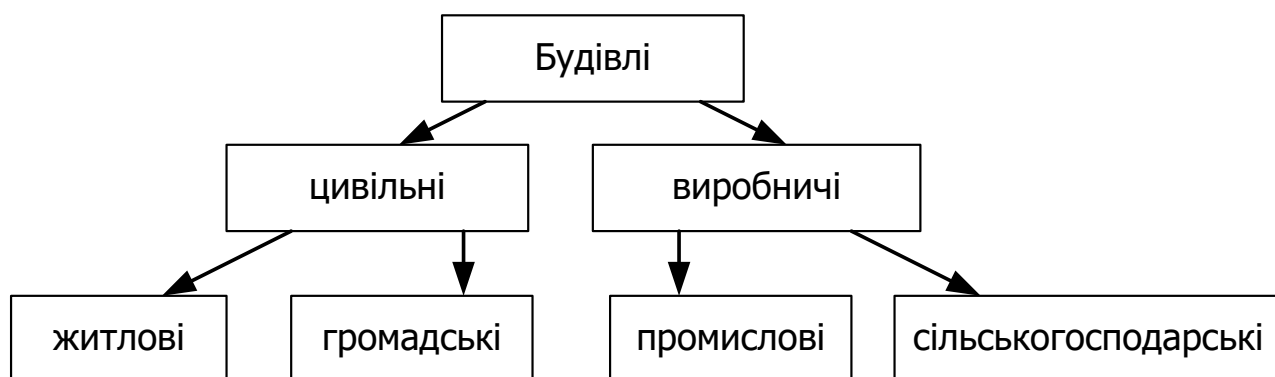 Будівлі
цивільні
виробничі
житлові
громадські
промислові
сільськогосподарські